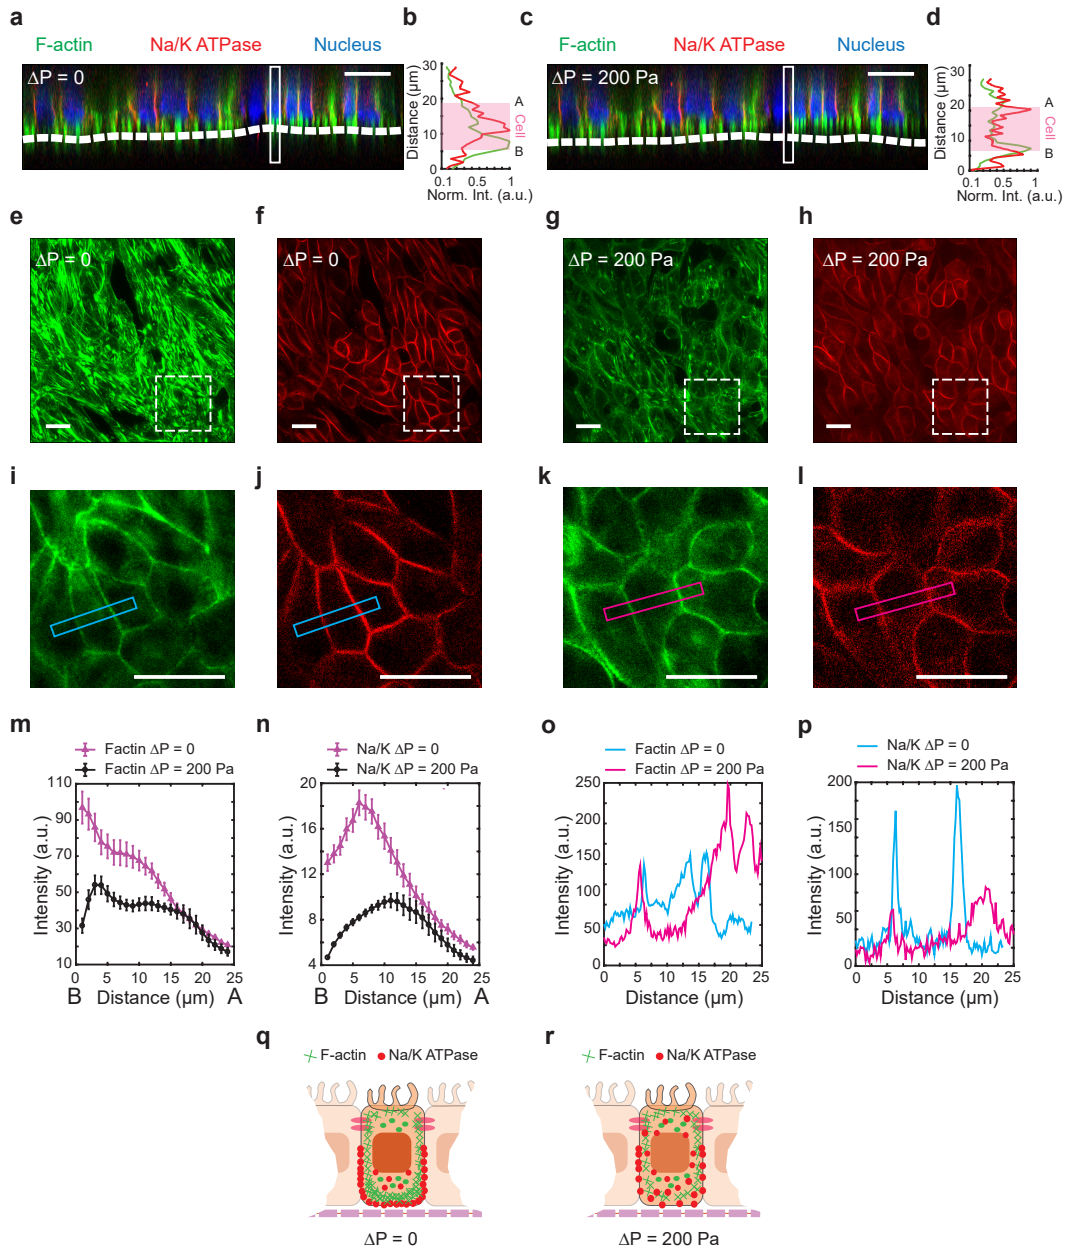 a
F-actin Na/K ATPase Nucleus
ΔP = 0
b
Distance (µm)
30
20
10
0
A
Cell
B
0.1 0.5 1
Norm. Int. (a.u.)
c
F-actin Na/K ATPase Nucleus
ΔP = 200 Pa
d
Distance (µm)
30
20
10
0
A
Cell
B
0.1 0.5 1
Norm. Int. (a.u.)
e
ΔP = 0
f
ΔP = 0
g
ΔP = 200 Pa
h
ΔP = 200 Pa
i
j
k
l
m
Factin ΔP = 0
Factin ΔP = 200 Pa
Intensity (a.u.)
110
90
70
50
30
10
0 5 10 15 20 25
B Distance (µm) A
n
Na/K ΔP = 0
Na/K ΔP = 200 Pa
Intensity (a.u.)
20
16
12
8
4
0 5 10 15 20 25
B Distance (µm) A
o
Factin ΔP = 0
Factin ΔP = 200 Pa
Intensity (a.u.)
250
200
150
100
50
0
0 5 10 15 20 25
Distance (µm)
p
Na/K ΔP = 0
Na/K ΔP = 200 Pa
Intensity (a.u.)
200
150
100
50
0
0 5 10 15 20 25
Distance (µm)
q
F-actin Na/K ATPase
ΔP = 0
r
F-actin Na/K ATPase
ΔP = 200 Pa